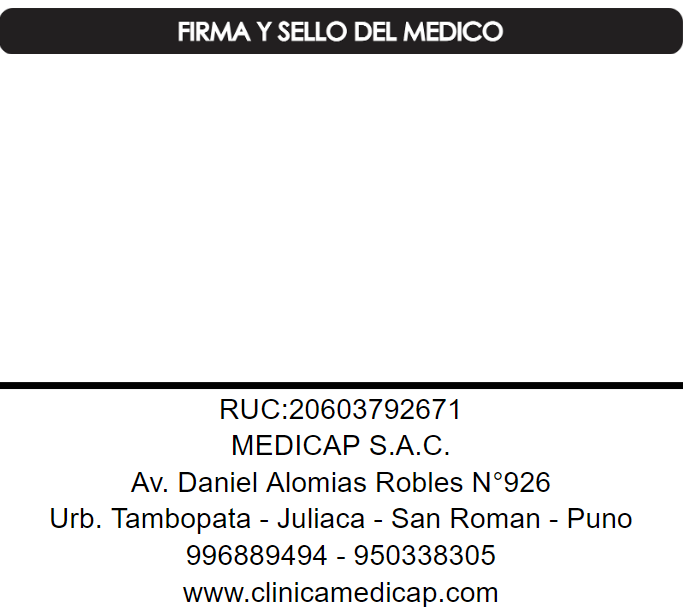 FIRMA Y SELLO DEL MEDICO
RUC:20603792671
MEDICAP S.A.C.
Av. Daniel Alomias Robles N°926
Urb. Tambopata - Juliaca - San Roman - Puno
996889494 - 950338305
www.clinicamedicap.com